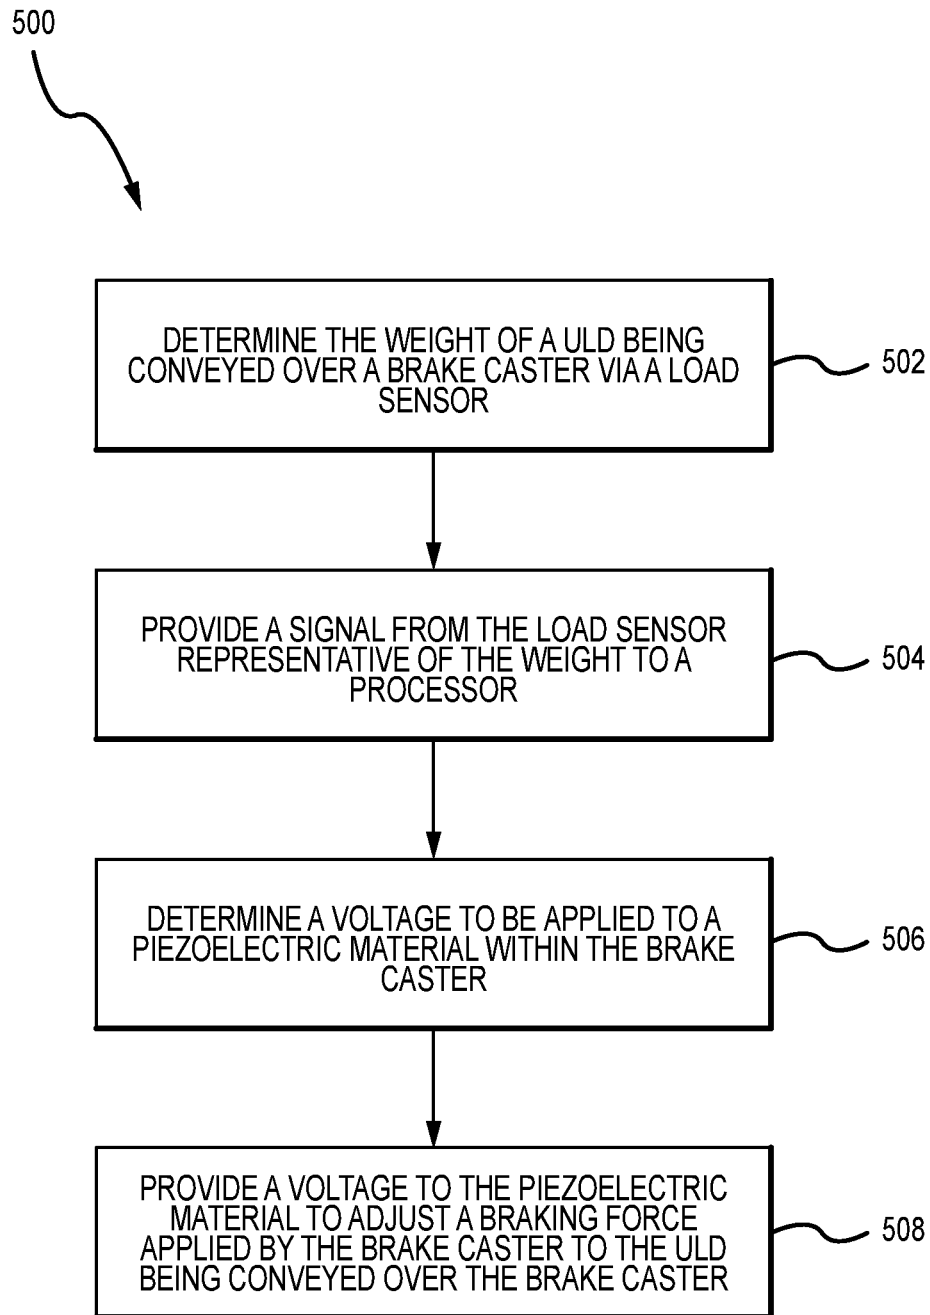 500
DETERMINE THE WEIGHT OF A ULD BEING
CONVEYED OVER A BRAKE CASTER VIA A LOAD
SENSOR
502
PROVIDE A SIGNAL FROM THE LOAD SENSOR
REPRESENTATIVE OF THE WEIGHT TO A
PROCESSOR
504
DETERMINE A VOLTAGE TO BE APPLIED TO A
PIEZOELECTRIC MATERIAL WITHIN THE BRAKE
CASTER
506
PROVIDE A VOLTAGE TO THE PIEZOELECTRIC
MATERIAL TO ADJUST A BRAKING FORCE
APPLIED BY THE BRAKE CASTER TO THE ULD
BEING CONVEYED OVER THE BRAKE CASTER
508